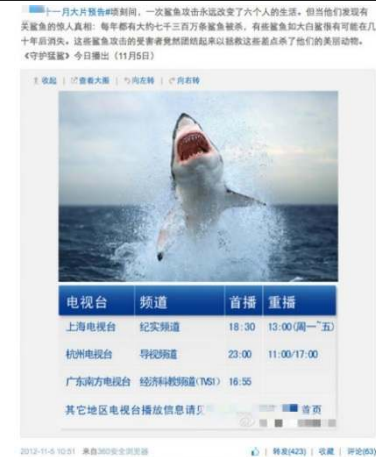 十一月大片预告#顷刻间，一次鲨鱼攻击永远改变了六个人的生活。但当他们发现有
关鲨鱼的惊人真相：每年都有大约七千三百万条鲨鱼被杀，有些鲨鱼如大白鲨很有可能在几
十年后消失。这些鲨鱼攻击的受害者竟然团结起来以拯救这些差点杀了他们的美丽动物。
《守护猛鲨》今日播出（11月5日）
收起 | 查看大图 | 向左转 | 向右转
电视台 频道 首播 重播
上海电视台 纪实频道 18:30 13:00(周一~五)
杭州电视台 导视频道 23:00 11:00/17:00
广东南方电视台 经济科教频道(TVS1) 16:55
其它地区电视台播放信息请见 首页
2012-11-5 10:51 来自360安全浏览器 | 转发(423) | 收藏 | 评论(63)